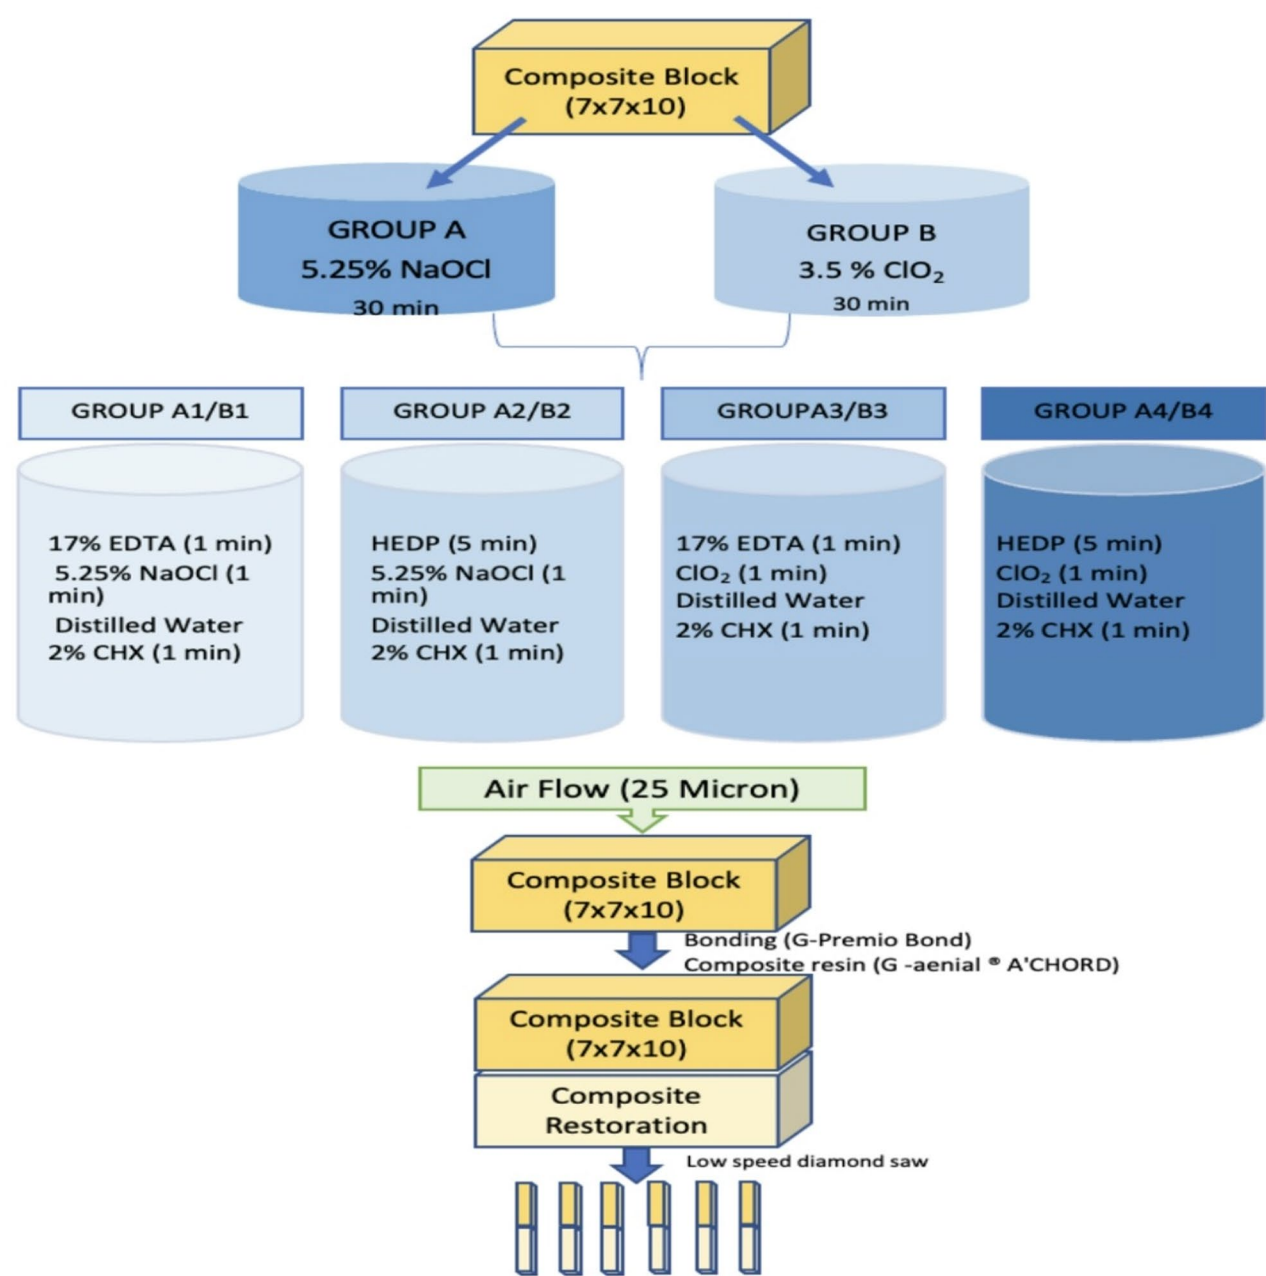 Composite Block
(7x7x10)
GROUP A
5.25% NaOCl
30 min
GROUP B
3.5 % ClO₂
30 min
GROUP A1/B1
17% EDTA (1 min)
5.25% NaOCl (1
min)
Distilled Water
2% CHX (1 min)
GROUP A2/B2
HEDP (5 min)
5.25% NaOCl (1
min)
Distilled Water
2% CHX (1 min)
GROUPA3/B3
17% EDTA (1 min)
ClO₂ (1 min)
Distilled Water
2% CHX (1 min)
GROUP A4/B4
HEDP (5 min)
ClO₂ (1 min)
Distilled Water
2% CHX (1 min)
Air Flow (25 Micron)
Composite Block
(7x7x10)
Bonding (G-Premio Bond)
Composite resin (G -aenial ® A'CHORD)
Composite Block
(7x7x10)
Composite
Restoration
Low speed diamond saw